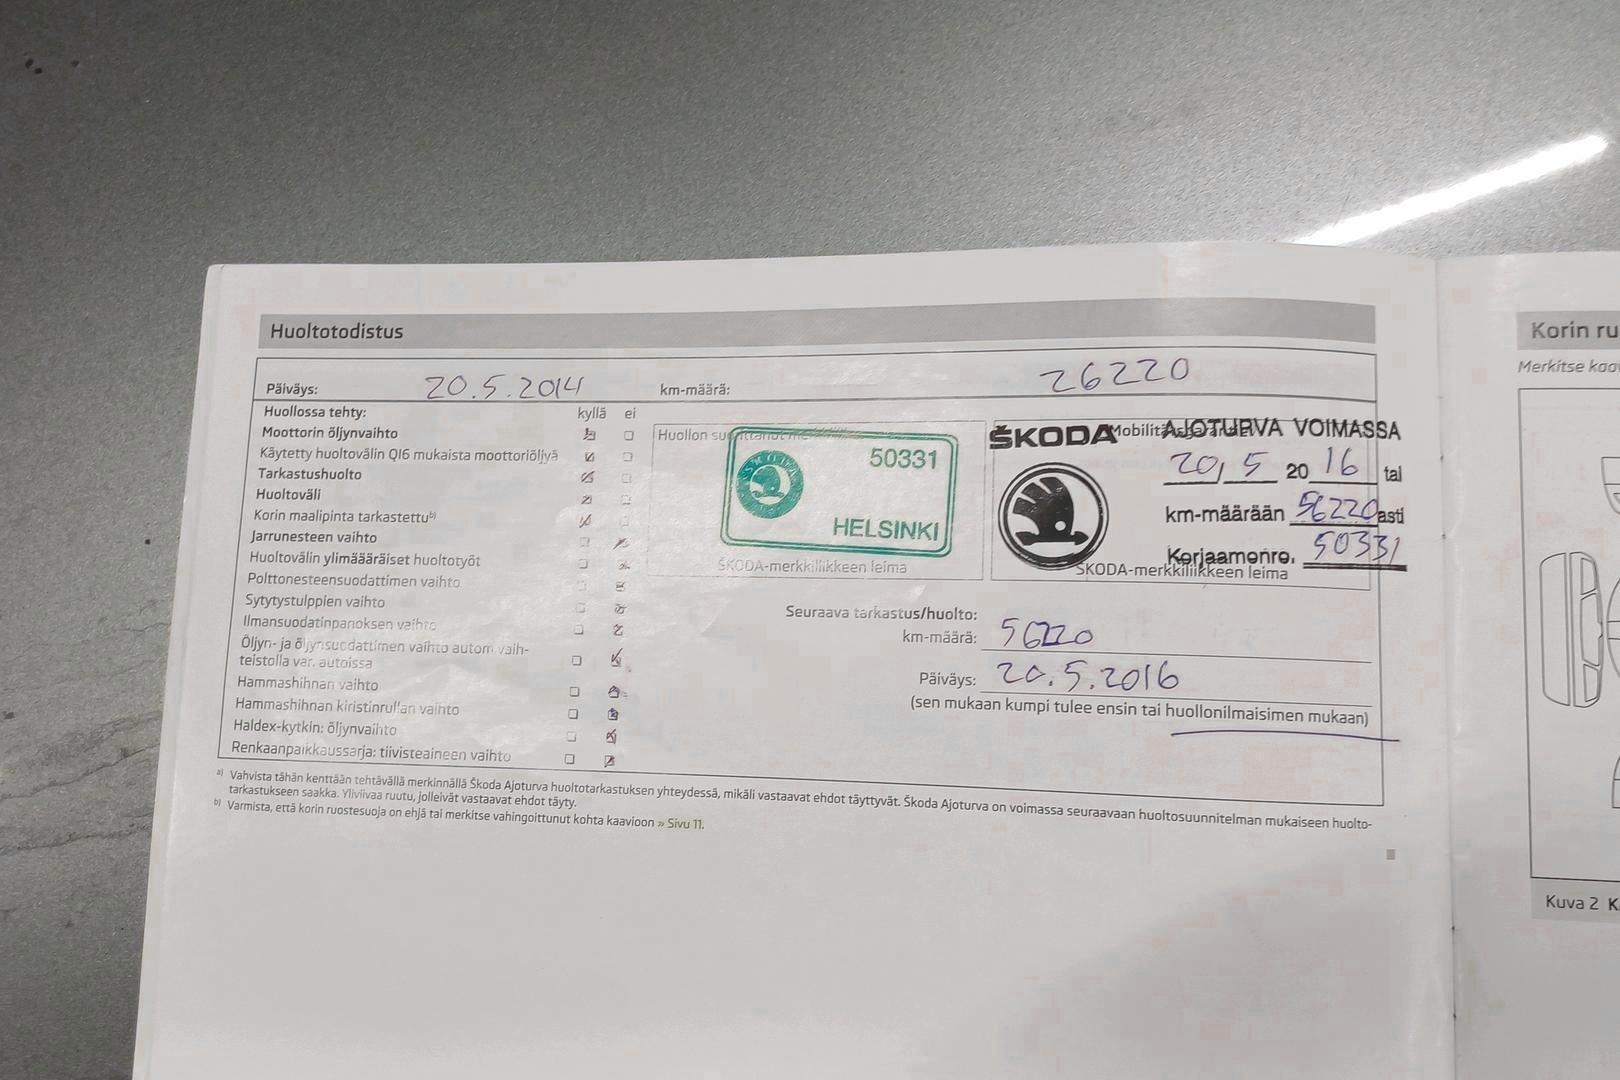 Huoltotodistus
Päiväys: 20.5.2014 km-määrä: 26220
Huollossa tehty: kyllä ei
Moottorin öljynvaihto
Käytetty huoltovälin QI6 mukaista moottoriöljyä
Tarkastushuolto
Huoltoväli
Korin maalipinta tarkastettu b)
Jarrunesteen vaihto
Huoltovälin ylimääräiset huoltotyöt
Polttonesteensuodattimen vaihto
Sytytystulppien vaihto
Ilmansuodatinpanoksen vaihto
Öljyn- ja öljynsuodattimen vaihto autom.vaih-
teistolla var. autoissa
Hammashihnan vaihto
Hammashihnan kiristinrullan vaihto
Haldex-kytkin: öljynvaihto
Renkaanpaikkaussarja: tiivisteaineen vaihto
Huollon
50331
ŠKODA
HELSINKI
ŠKODA-merkkiliikkeen leima
ŠKODA
AJOTURVA VOIMASSA
20, 5 20 16 tai
km-määrään 56220 asti
Korjaamonro. 50331
ŠKODA-merkkiliikkeen leima
Seuraava tarkastus/huolto:
km-määrä: 56220
Päiväys: 20.5.2016
(sen mukaan kumpi tulee ensin tai huollonilmaisimen mukaan)
a) Vahvista tähän kenttään tehtävällä merkinnällä Škoda Ajoturva huoltotarkastuksen yhteydessä, mikäli vastaavat ehdot täyttyvät. Škoda Ajoturva on voimassa seuraavaan huoltosuunnitelman mukaiseen huolto-
tarkastukseen saakka. Yliviivaa ruutu, jolleivät vastaavat ehdot täyty.
b) Varmista, että korin ruostesuoja on ehjä tai merkitse vahingoittunut kohta kaavioon » Sivu 11.
Korin ru
Merkitse kaa
Kuva 2 K